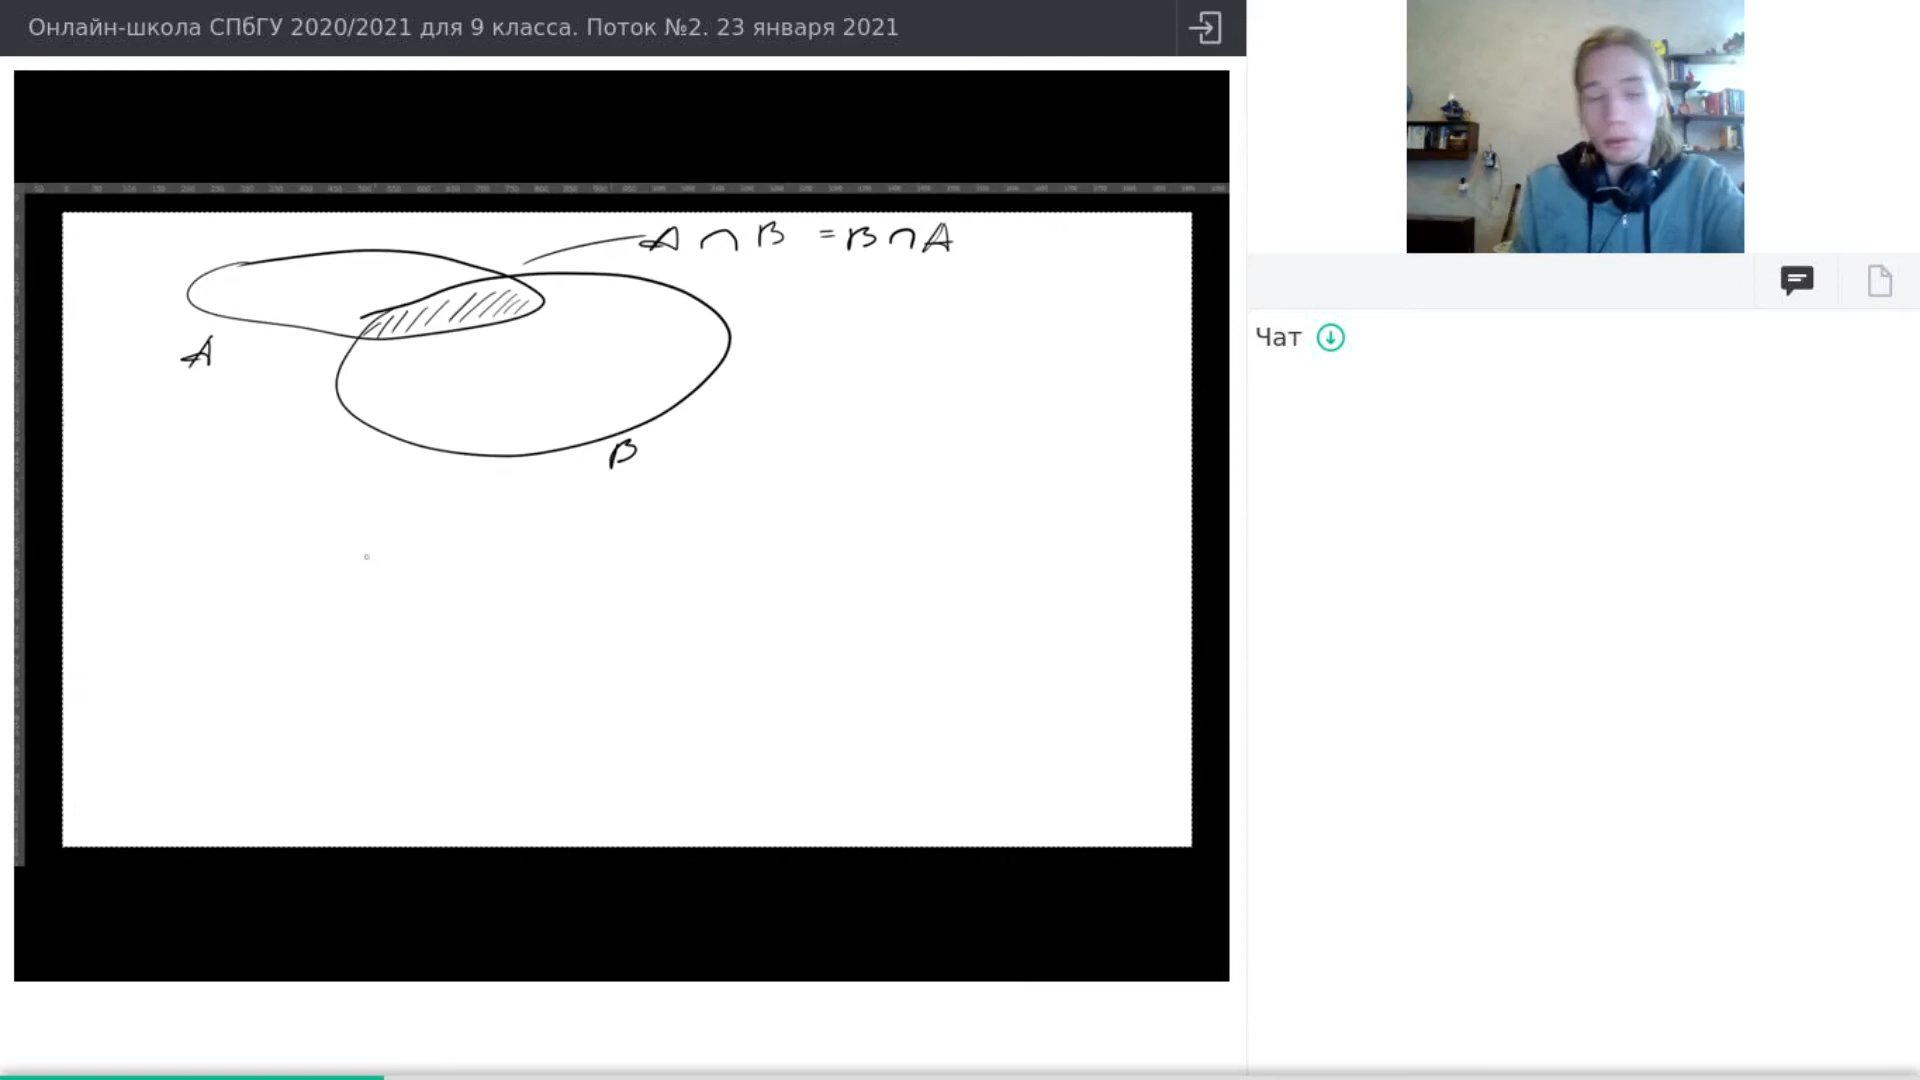 Онлайн-школа СПбГУ 2020/2021 для 9 класса. Поток №2. 23 января 2021
A ∩ B = B ∩ A
A
B
Чат